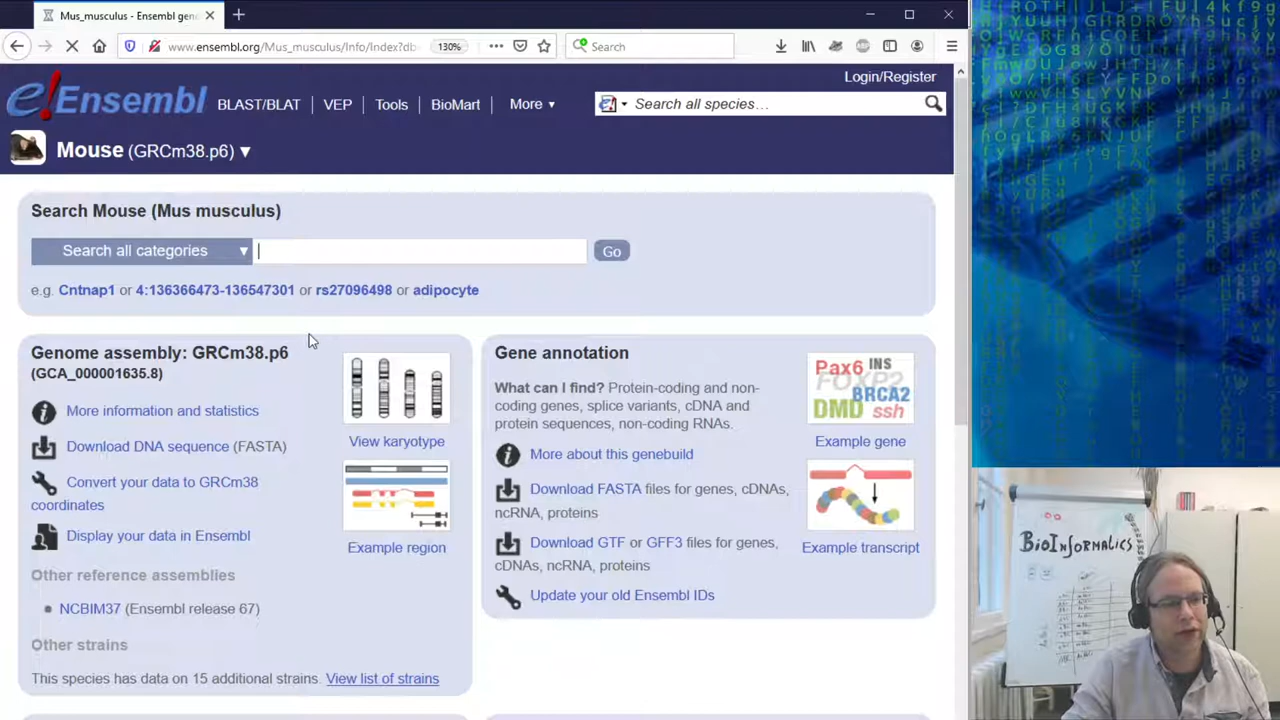 Mus_musculus - Ensembl gen
www.ensembl.org/Mus_musculus/Info/Index?db
130%
Search
Login/Register
e!Ensembl
BLAST/BLAT
VEP
Tools
BioMart
More ▼
Search all species…
Mouse (GRCm38.p6) ▼
Search Mouse (Mus musculus)
Search all categories ▼
Go
e.g. Cntnap1 or 4:136366473-136547301 or rs27096498 or adipocyte
Genome assembly: GRCm38.p6
(GCA_000001635.8)
More information and statistics
Download DNA sequence (FASTA)
Convert your data to GRCm38
coordinates
Display your data in Ensembl
View karyotype
Example region
Other reference assemblies
NCBIM37 (Ensembl release 67)
Other strains
This species has data on 15 additional strains. View list of strains
Gene annotation
What can I find? Protein-coding and non-
coding genes, splice variants, cDNA and
protein sequences, non-coding RNAs.
More about this genebuild
Download FASTA files for genes, cDNAs,
ncRNA, proteins
Download GTF or GFF3 files for genes,
cDNAs, ncRNA, proteins
Update your old Ensembl IDs
Pax6 INS
FOXP2
BRCA2
DMD ssh
Example gene
Example transcript
BioInformatics